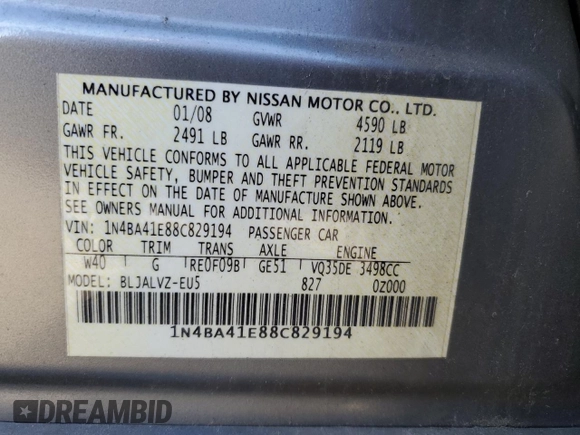 MANUFACTURED BY NISSAN MOTOR CO., LTD.
DATE 01/08 GVWR 4590 LB
GAWR FR. 2491 LB GAWR RR. 2119 LB
THIS VEHICLE CONFORMS TO ALL APPLICABLE FEDERAL MOTOR
VEHICLE SAFETY, BUMPER AND THEFT PREVENTION STANDARDS
IN EFFECT ON THE DATE OF MANUFACTURE SHOWN ABOVE.
SEE OWNERS MANUAL FOR ADDITIONAL INFORMATION.
VIN: 1N4BA41E88C829194 PASSENGER CAR
COLOR TRIM TRANS AXLE ENGINE
W40 G RE0F09B GE51 VQ35DE 3498CC
MODEL: BLJALVZ-EU5 827 0Z000
1N4BA41E88C829194
DREAMBID